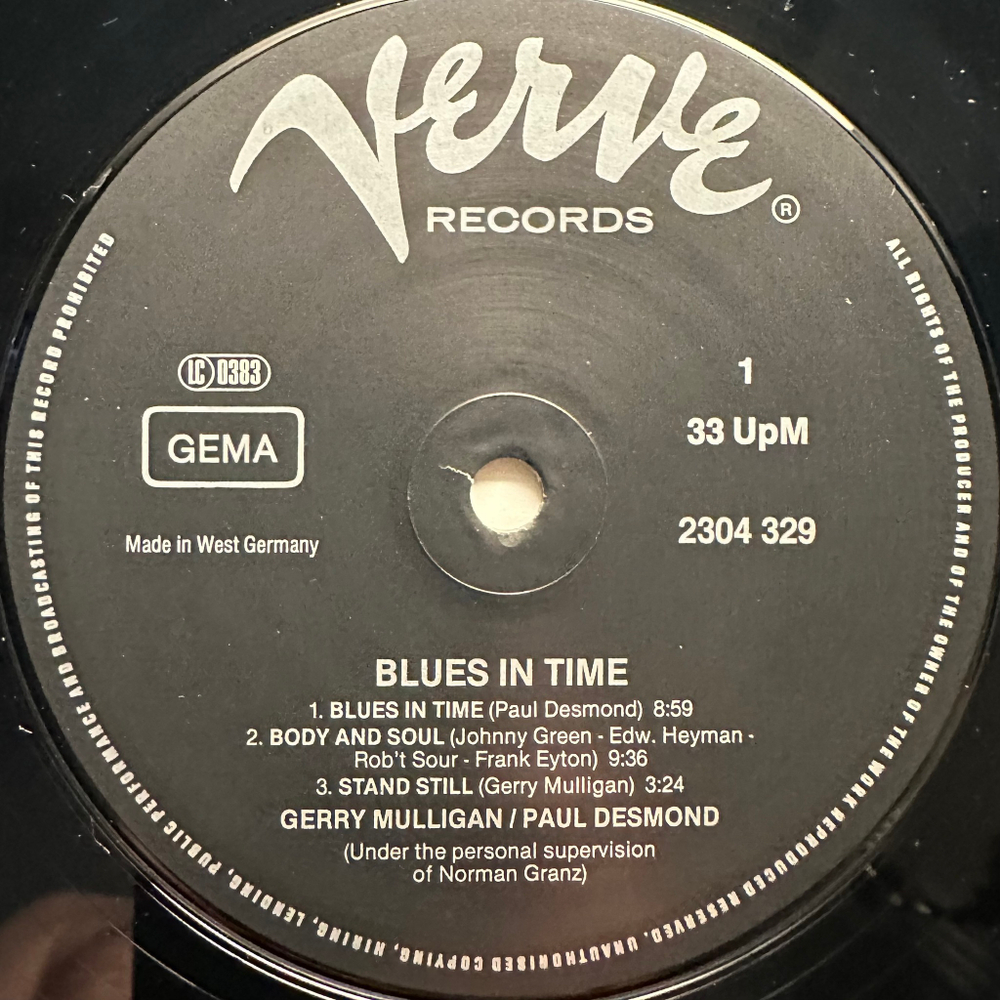 Verve
RECORDS
®
LC 0383
GEMA
Made in West Germany
1
33 UpM
2304 329
BLUES IN TIME
1. BLUES IN TIME (Paul Desmond) 8:59
2. BODY AND SOUL (Johnny Green - Edw. Heyman -
Rob't Sour - Frank Eyton) 9:36
3. STAND STILL (Gerry Mulligan) 3:24
GERRY MULLIGAN / PAUL DESMOND
(Under the personal supervision
of Norman Granz)
ALL RIGHTS OF THE PRODUCER AND OF THE OWNER OF THE WORK REPRODUCED RESERVED. UNAUTHORISED COPYING, HIRING, LENDING, PUBLIC PERFORMANCE AND BROADCASTING OF THIS RECORD PROHIBITED